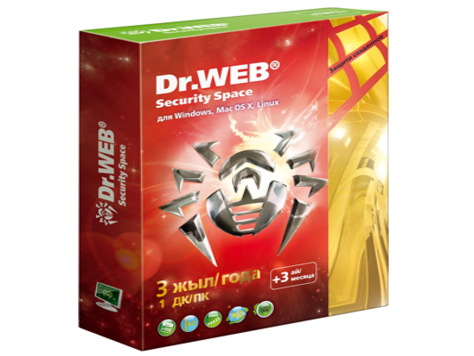 Dr.WEB®
Security Space
для Windows, Mac OS X, Linux
3 жыл/года
1 ДК/ПК
+3 ай/
месяца
Dr.WEB®
Security Space